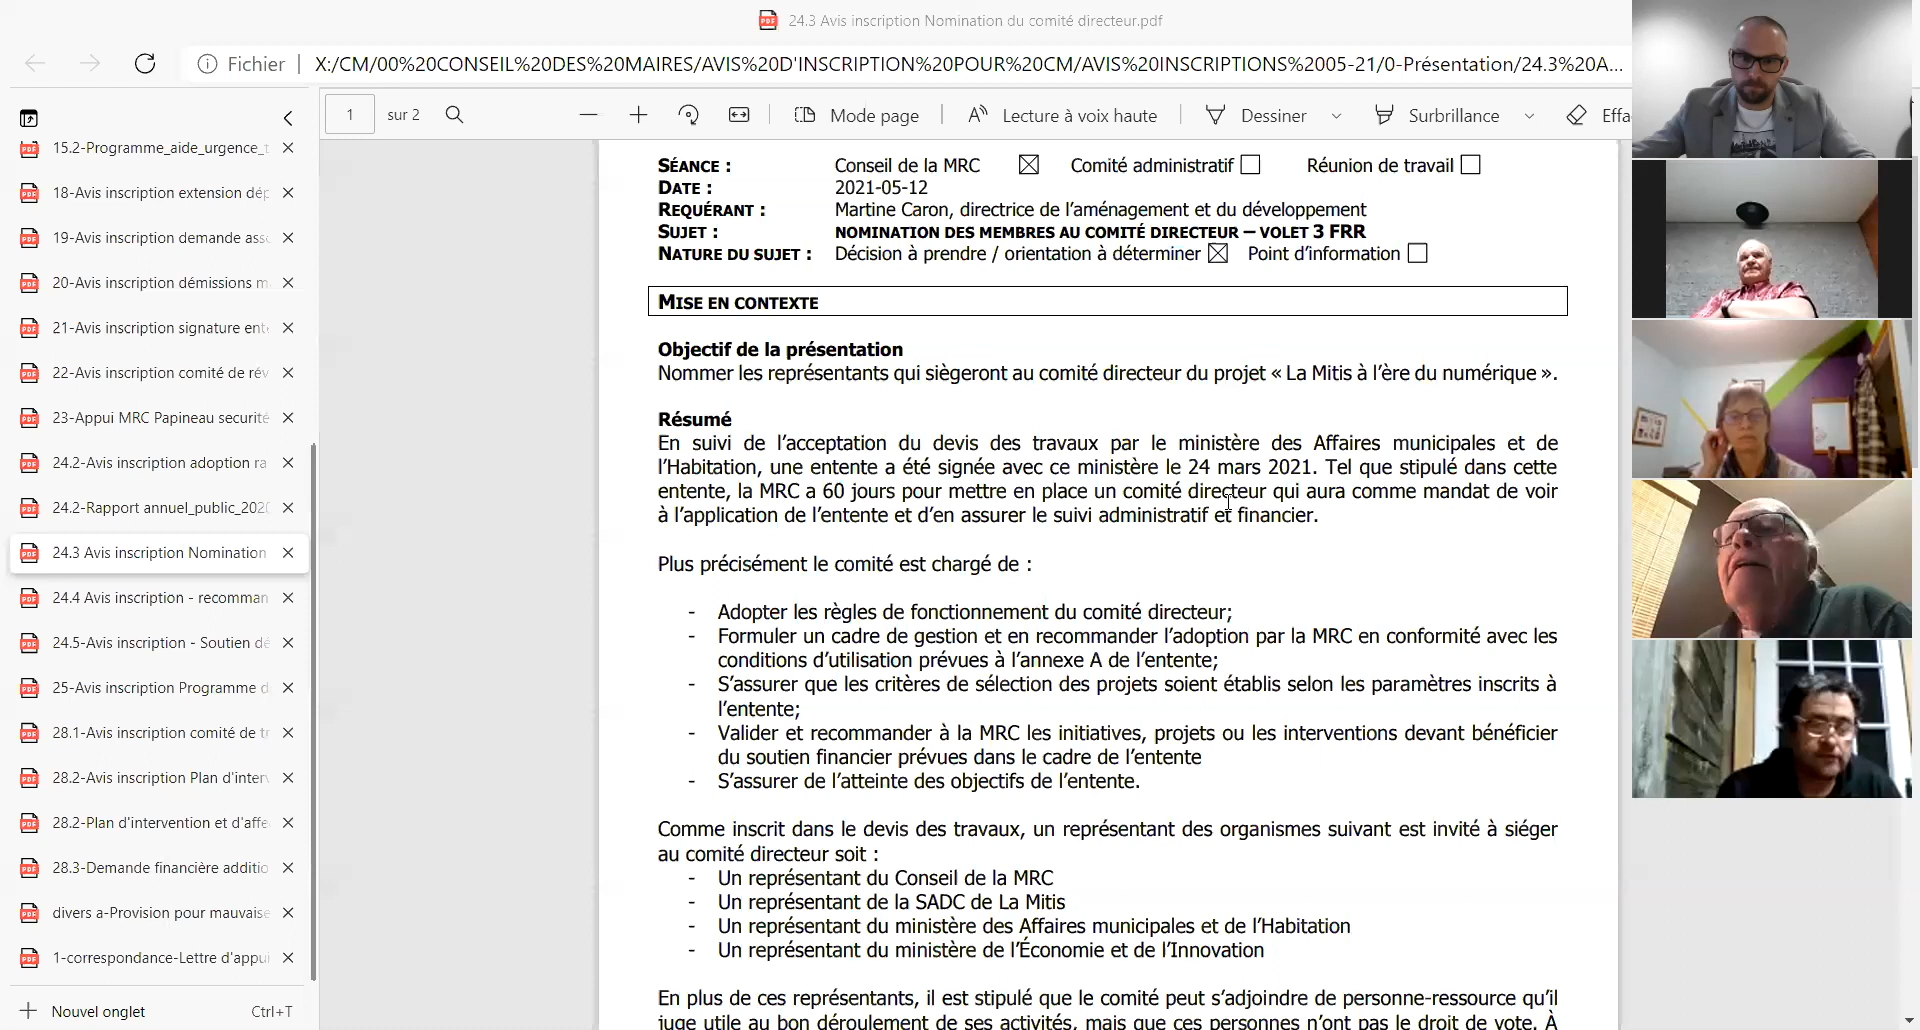 24.3 Avis inscription Nomination du comité directeur.pdf
Fichier
X:/CM/00%20CONSEIL%20DES%20MAIRES/AVIS%20D'INSCRIPTION%20POUR%20CM/AVIS%20INSCRIPTIONS%2005-21/0-Présentation/24.3%20A...
1 sur 2
Mode page
Lecture à voix haute
Dessiner
Surbrillance
Effa
15.2-Programme_aide_urgence_t
18-Avis inscription extension dép
19-Avis inscription demande asso
20-Avis inscription démissions m
21-Avis inscription signature ent
22-Avis inscription comité de rév
23-Appui MRC Papineau securité
24.2-Avis inscription adoption ra
24.2-Rapport annuel_public_202
24.3 Avis inscription Nomination
24.4 Avis inscription - recomman
24.5-Avis inscription - Soutien dé
25-Avis inscription Programme d
28.1-Avis inscription comité de tr
28.2-Avis inscription Plan d'interv
28.2-Plan d'intervention et d'affe
28.3-Demande financière additio
divers a-Provision pour mauvaise
1-correspondance-Lettre d'appui
Nouvel onglet Ctrl+T
SÉANCE : Conseil de la MRC ☒ Comité administratif ☐ Réunion de travail ☐
DATE : 2021-05-12
REQUÉRANT : Martine Caron, directrice de l'aménagement et du développement
SUJET : NOMINATION DES MEMBRES AU COMITÉ DIRECTEUR – VOLET 3 FRR
NATURE DU SUJET : Décision à prendre / orientation à déterminer ☒ Point d'information ☐
MISE EN CONTEXTE
Objectif de la présentation
Nommer les représentants qui siègeront au comité directeur du projet « La Mitis à l'ère du numérique ».
Résumé
En suivi de l'acceptation du devis des travaux par le ministère des Affaires municipales et de
l'Habitation, une entente a été signée avec ce ministère le 24 mars 2021. Tel que stipulé dans cette
entente, la MRC a 60 jours pour mettre en place un comité directeur qui aura comme mandat de voir
à l'application de l'entente et d'en assurer le suivi administratif et financier.
Plus précisément le comité est chargé de :
- Adopter les règles de fonctionnement du comité directeur;
- Formuler un cadre de gestion et en recommander l'adoption par la MRC en conformité avec les
conditions d'utilisation prévues à l'annexe A de l'entente;
- S'assurer que les critères de sélection des projets soient établis selon les paramètres inscrits à
l'entente;
- Valider et recommander à la MRC les initiatives, projets ou les interventions devant bénéficier
du soutien financier prévues dans le cadre de l'entente
- S'assurer de l'atteinte des objectifs de l'entente.
Comme inscrit dans le devis des travaux, un représentant des organismes suivant est invité à siéger
au comité directeur soit :
- Un représentant du Conseil de la MRC
- Un représentant de la SADC de La Mitis
- Un représentant du ministère des Affaires municipales et de l'Habitation
- Un représentant du ministère de l'Économie et de l'Innovation
En plus de ces représentants, il est stipulé que le comité peut s'adjoindre de personne-ressource qu'il
juge utile au bon déroulement de ses activités, mais que ces personnes n'ont pas le droit de vote. À